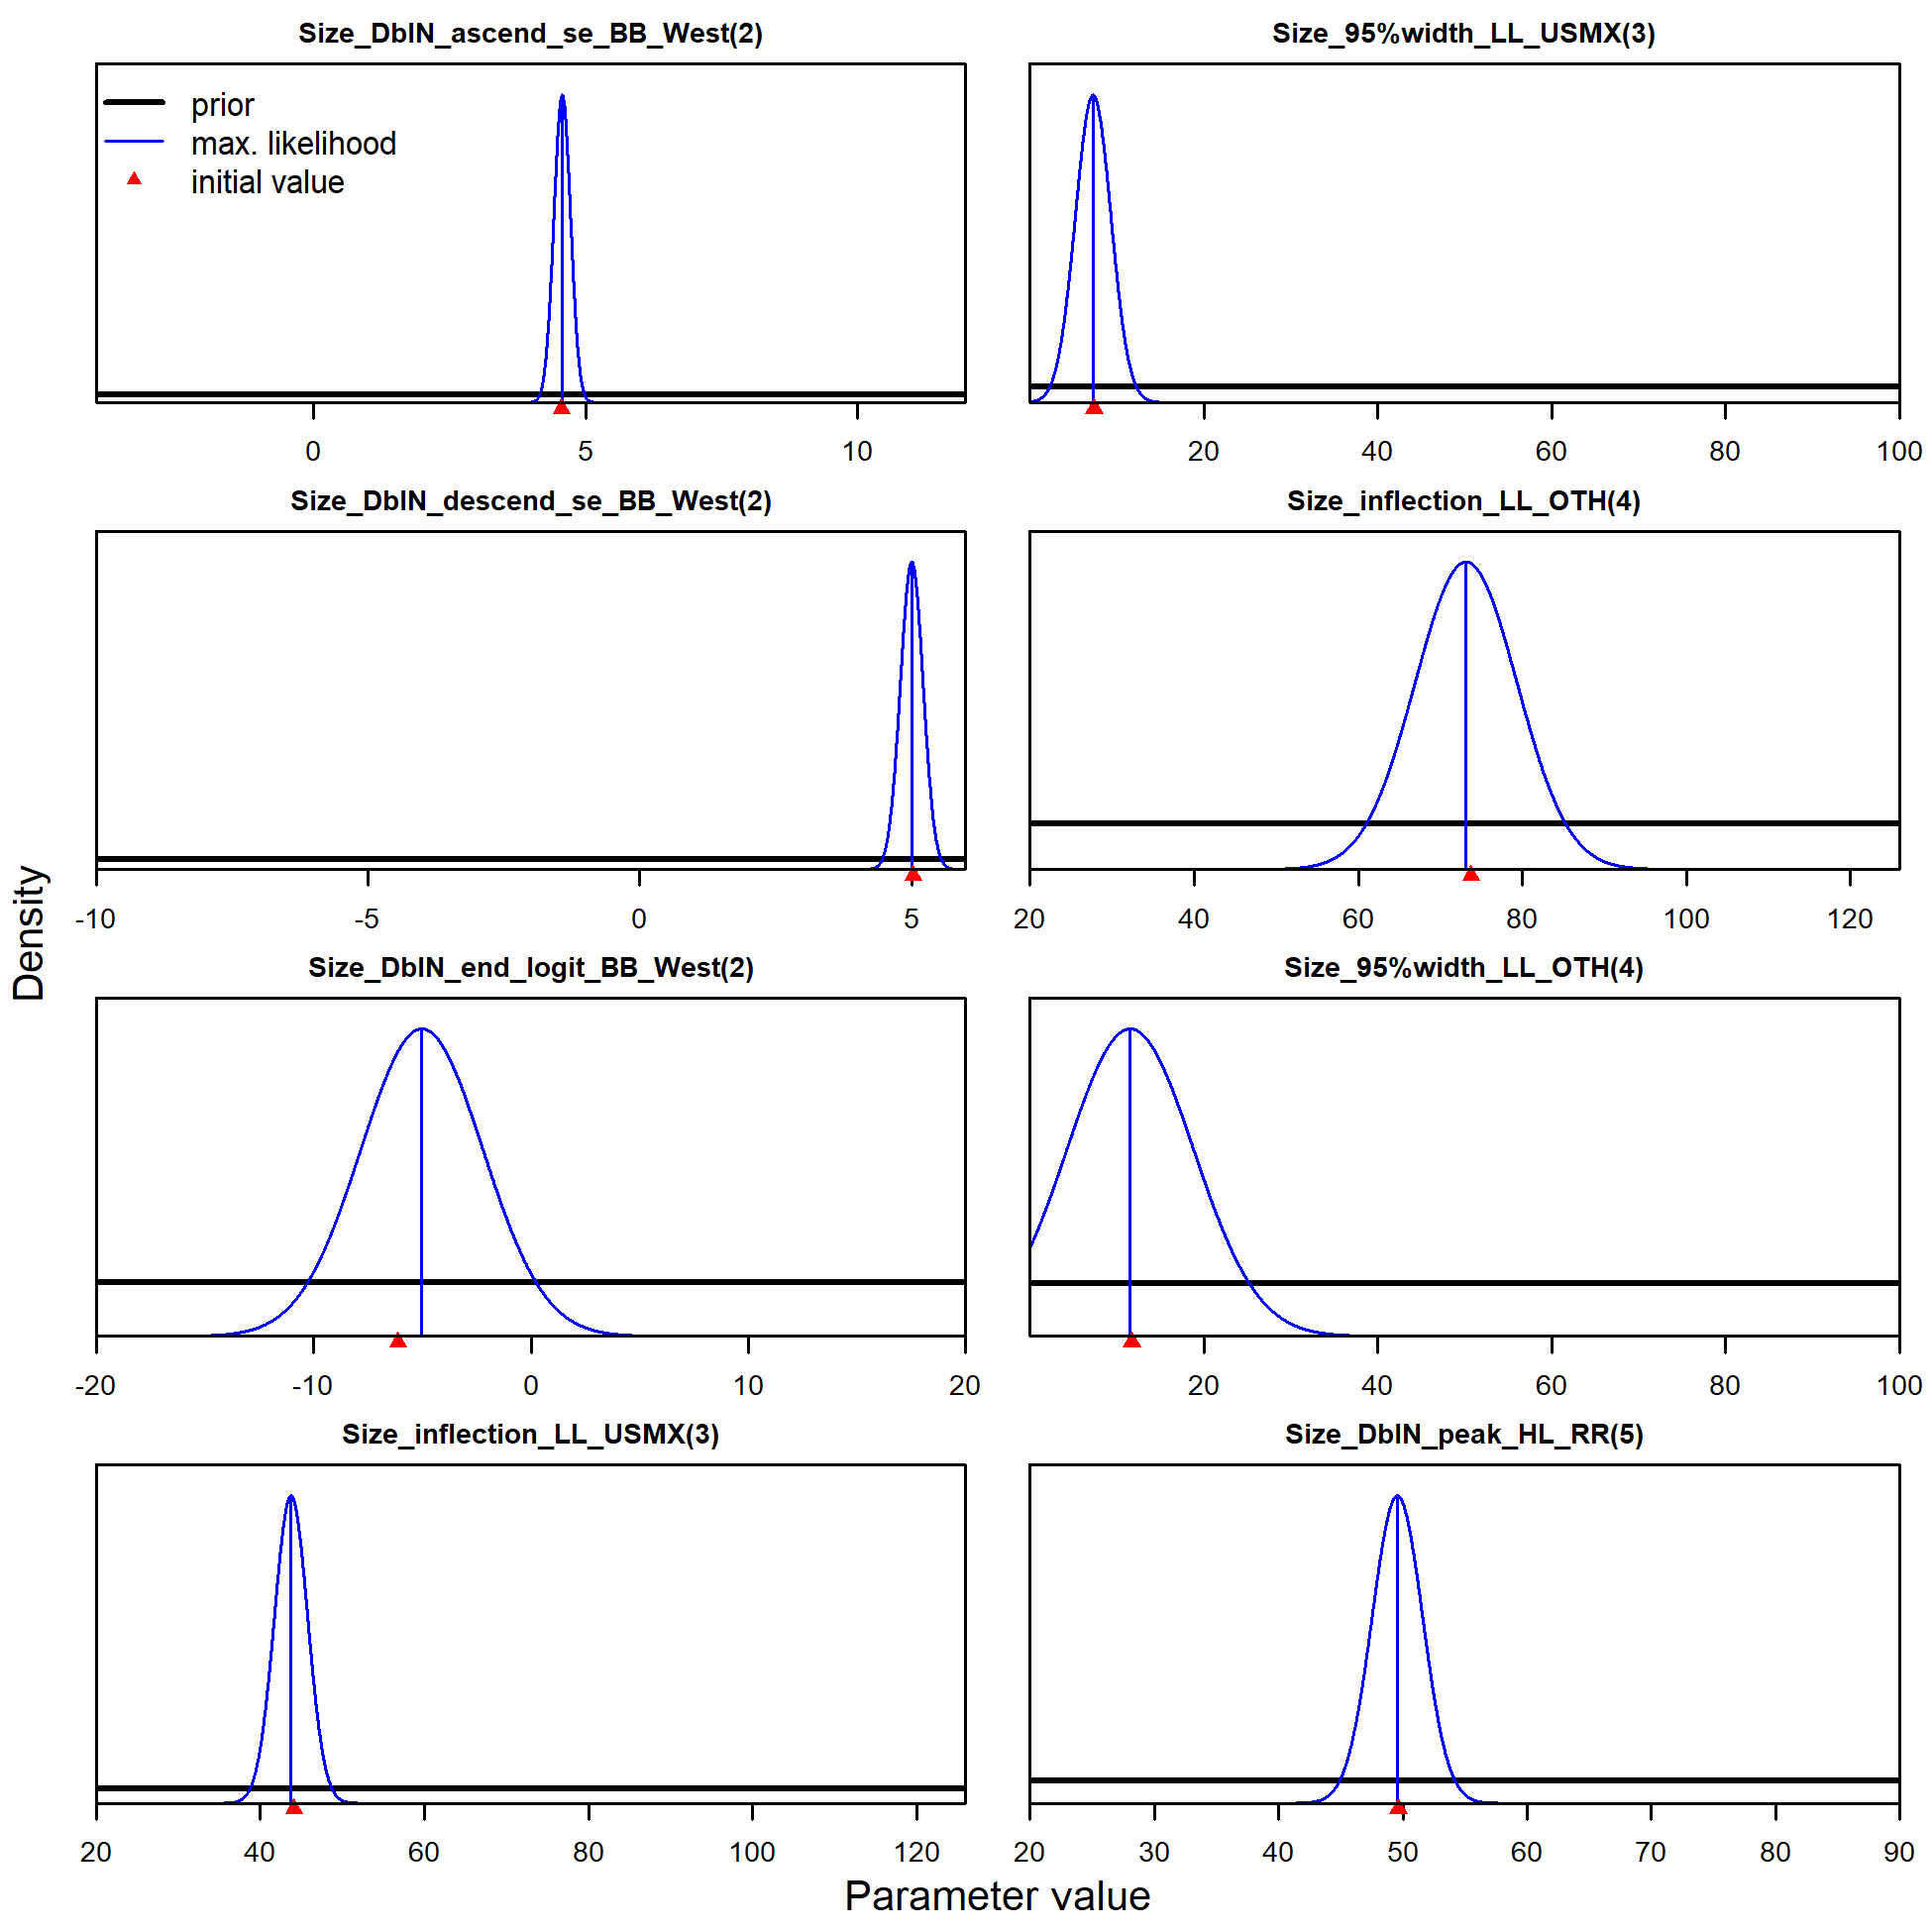 Size_DblN_ascend_se_BB_West(2)
prior
max. likelihood
initial value
0 5 10
Size_95%width_LL_USMX(3)
20 40 60 80 100
Size_DblN_descend_se_BB_West(2)
-10 -5 0 5
Size_inflection_LL_OTH(4)
20 40 60 80 100 120
Size_DblN_end_logit_BB_West(2)
-20 -10 0 10 20
Size_95%width_LL_OTH(4)
20 40 60 80 100
Size_inflection_LL_USMX(3)
20 40 60 80 100 120
Size_DblN_peak_HL_RR(5)
20 30 40 50 60 70 80 90
Density
Parameter value